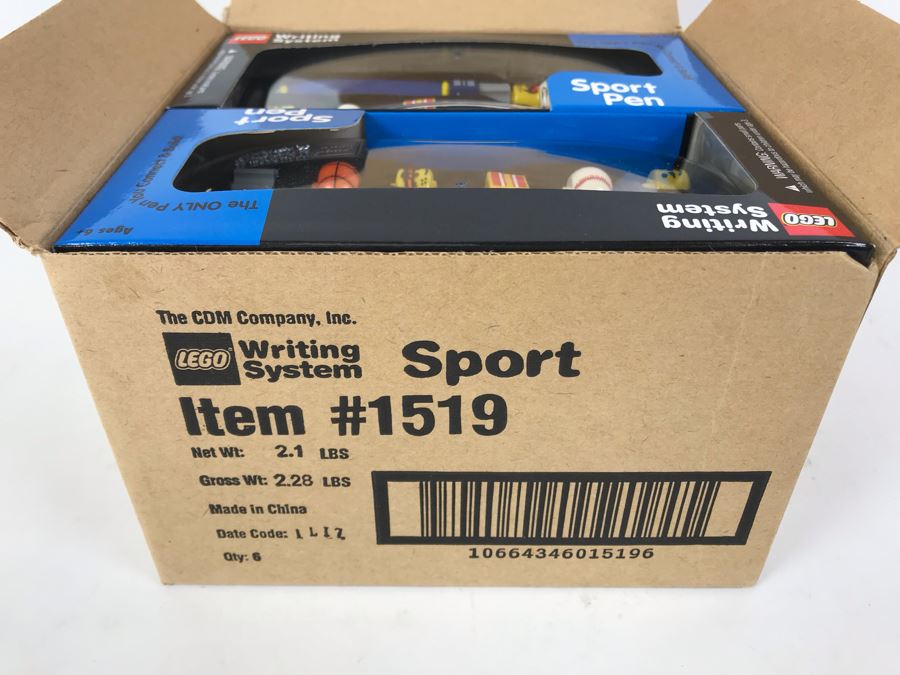 LEGO
Writing
System
Sport
Pen
Sport
Pen
The ONLY Pen
You Connect & Build
Ages 6+
WARNING:
LEGO
Writing
System
The CDM Company, Inc.
LEGO Writing
System
Sport
Item #1519
Net Wt: 2.1 LBS
Gross Wt: 2.28 LBS
Made in China
Date Code:
Qty: 6
10664346015196